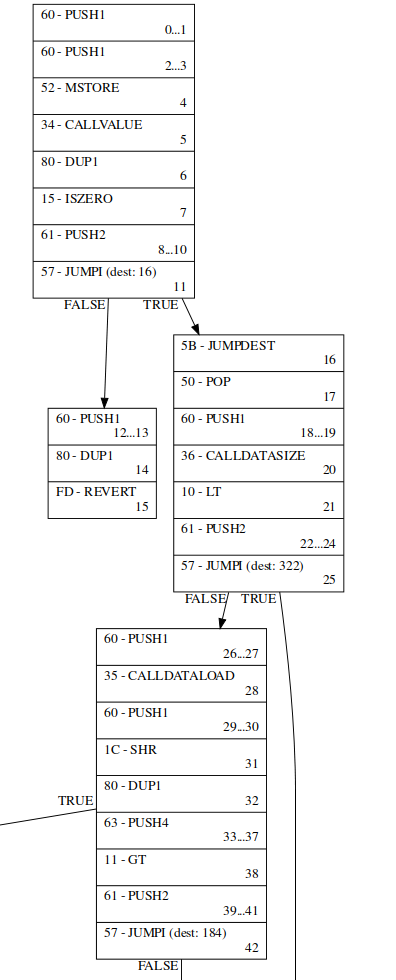 60 - PUSH1
0...1
60 - PUSH1
2...3
52 - MSTORE
4
34 - CALLVALUE
5
80 - DUP1
6
15 - ISZERO
7
61 - PUSH2
8...10
57 - JUMPI (dest: 16)
11
FALSE TRUE
5B - JUMPDEST
16
50 - POP
17
60 - PUSH1
18...19
36 - CALLDATASIZE
20
10 - LT
21
61 - PUSH2
22...24
57 - JUMPI (dest: 322)
25
60 - PUSH1
12...13
80 - DUP1
14
FD - REVERT
15
FALSE TRUE
60 - PUSH1
26...27
35 - CALLDATALOAD
28
60 - PUSH1
29...30
1C - SHR
31
80 - DUP1
32
63 - PUSH4
33...37
11 - GT
38
61 - PUSH2
39...41
57 - JUMPI (dest: 184)
42
TRUE
FALSE